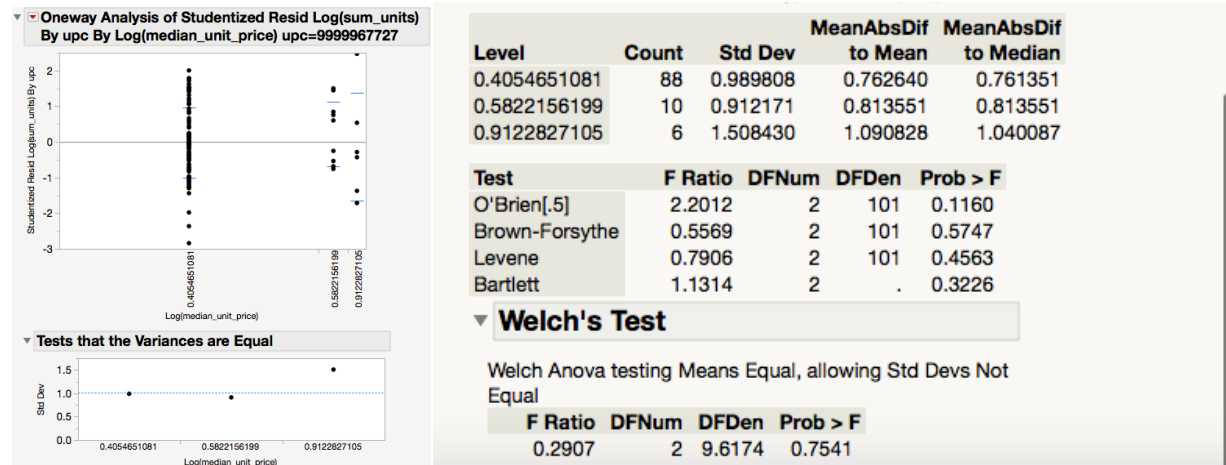 Oneway Analysis of Studentized Resid Log(sum_units)
By upc By Log(median_unit_price) upc=9999967727
Studentized Resid Log(sum_units) By upc
2
1
0
-1
-2
-3
0.4054651081
0.5822156199
0.9122827105
Log(median_unit_price)
Tests that the Variances are Equal
Std Dev
1.5
1.0
0.5
0.0
0.4054651081 0.5822156199 0.9122827105
Log(median_unit_price)
MeanAbsDif MeanAbsDif
Level Count Std Dev to Mean to Median
0.4054651081 88 0.989808 0.762640 0.761351
0.5822156199 10 0.912171 0.813551 0.813551
0.9122827105 6 1.508430 1.090828 1.040087
Test F Ratio DFNum DFDen Prob > F
O'Brien[.5] 2.2012 2 101 0.1160
Brown-Forsythe 0.5569 2 101 0.5747
Levene 0.7906 2 101 0.4563
Bartlett 1.1314 2 . 0.3226
Welch's Test
Welch Anova testing Means Equal, allowing Std Devs Not
Equal
F Ratio DFNum DFDen Prob > F
0.2907 2 9.6174 0.7541